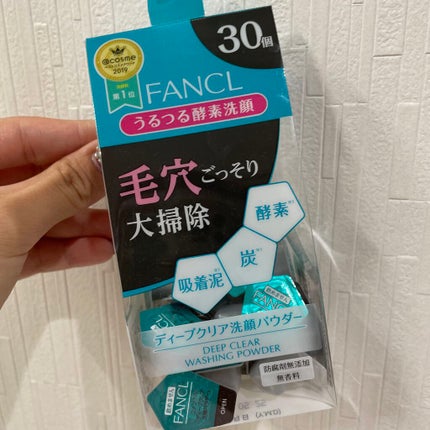 30個
@cosme
2019
第1位
FANCL
うるつる酵素洗顔
毛穴ごっそり
大掃除
酵素
炭
吸着泥
ディープクリア洗顔パウダー
DEEP CLEAR
WASHING POWDER
防腐剤無添加
無香料
FANCL
FANCL
OPEN